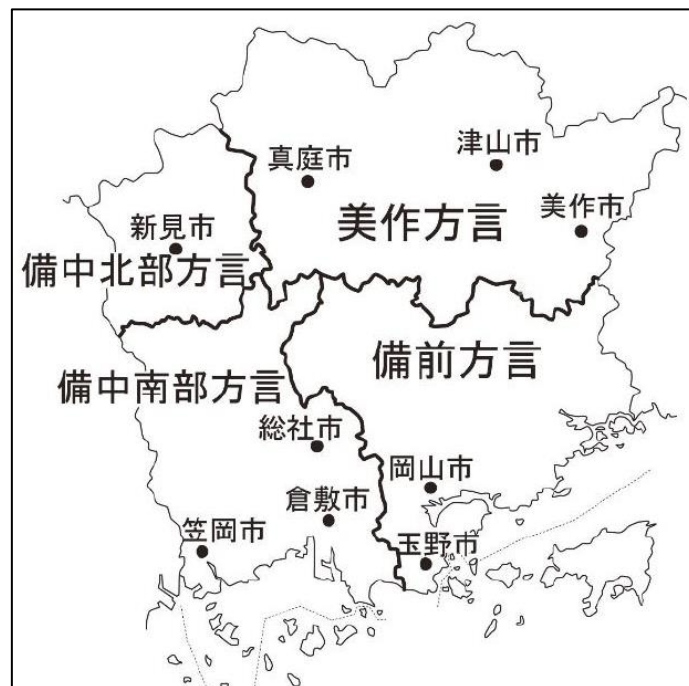 津山市
真庭市
美作市
美作方言
新見市
備中北部方言
備前方言
備中南部方言
総社市
岡山市
倉敷市
笠岡市
玉野市